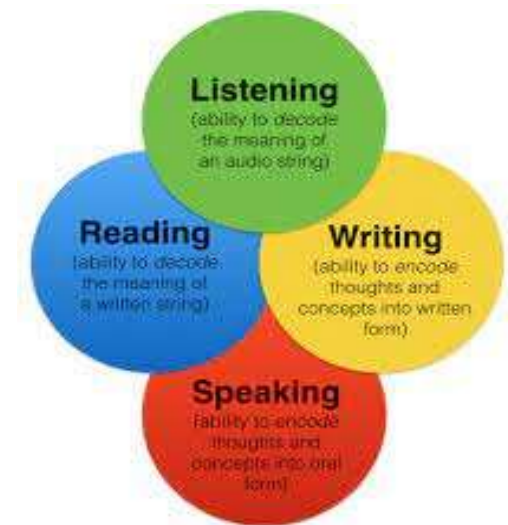 Listening
(ability to decode
the meaning of
an audio string)
Reading
(ability to decode
the meaning of
a written string)
Writing
(ability to encode
thoughts and
concepts into written
form)
Speaking
(ability to encode
thoughts and
concepts into oral
form)